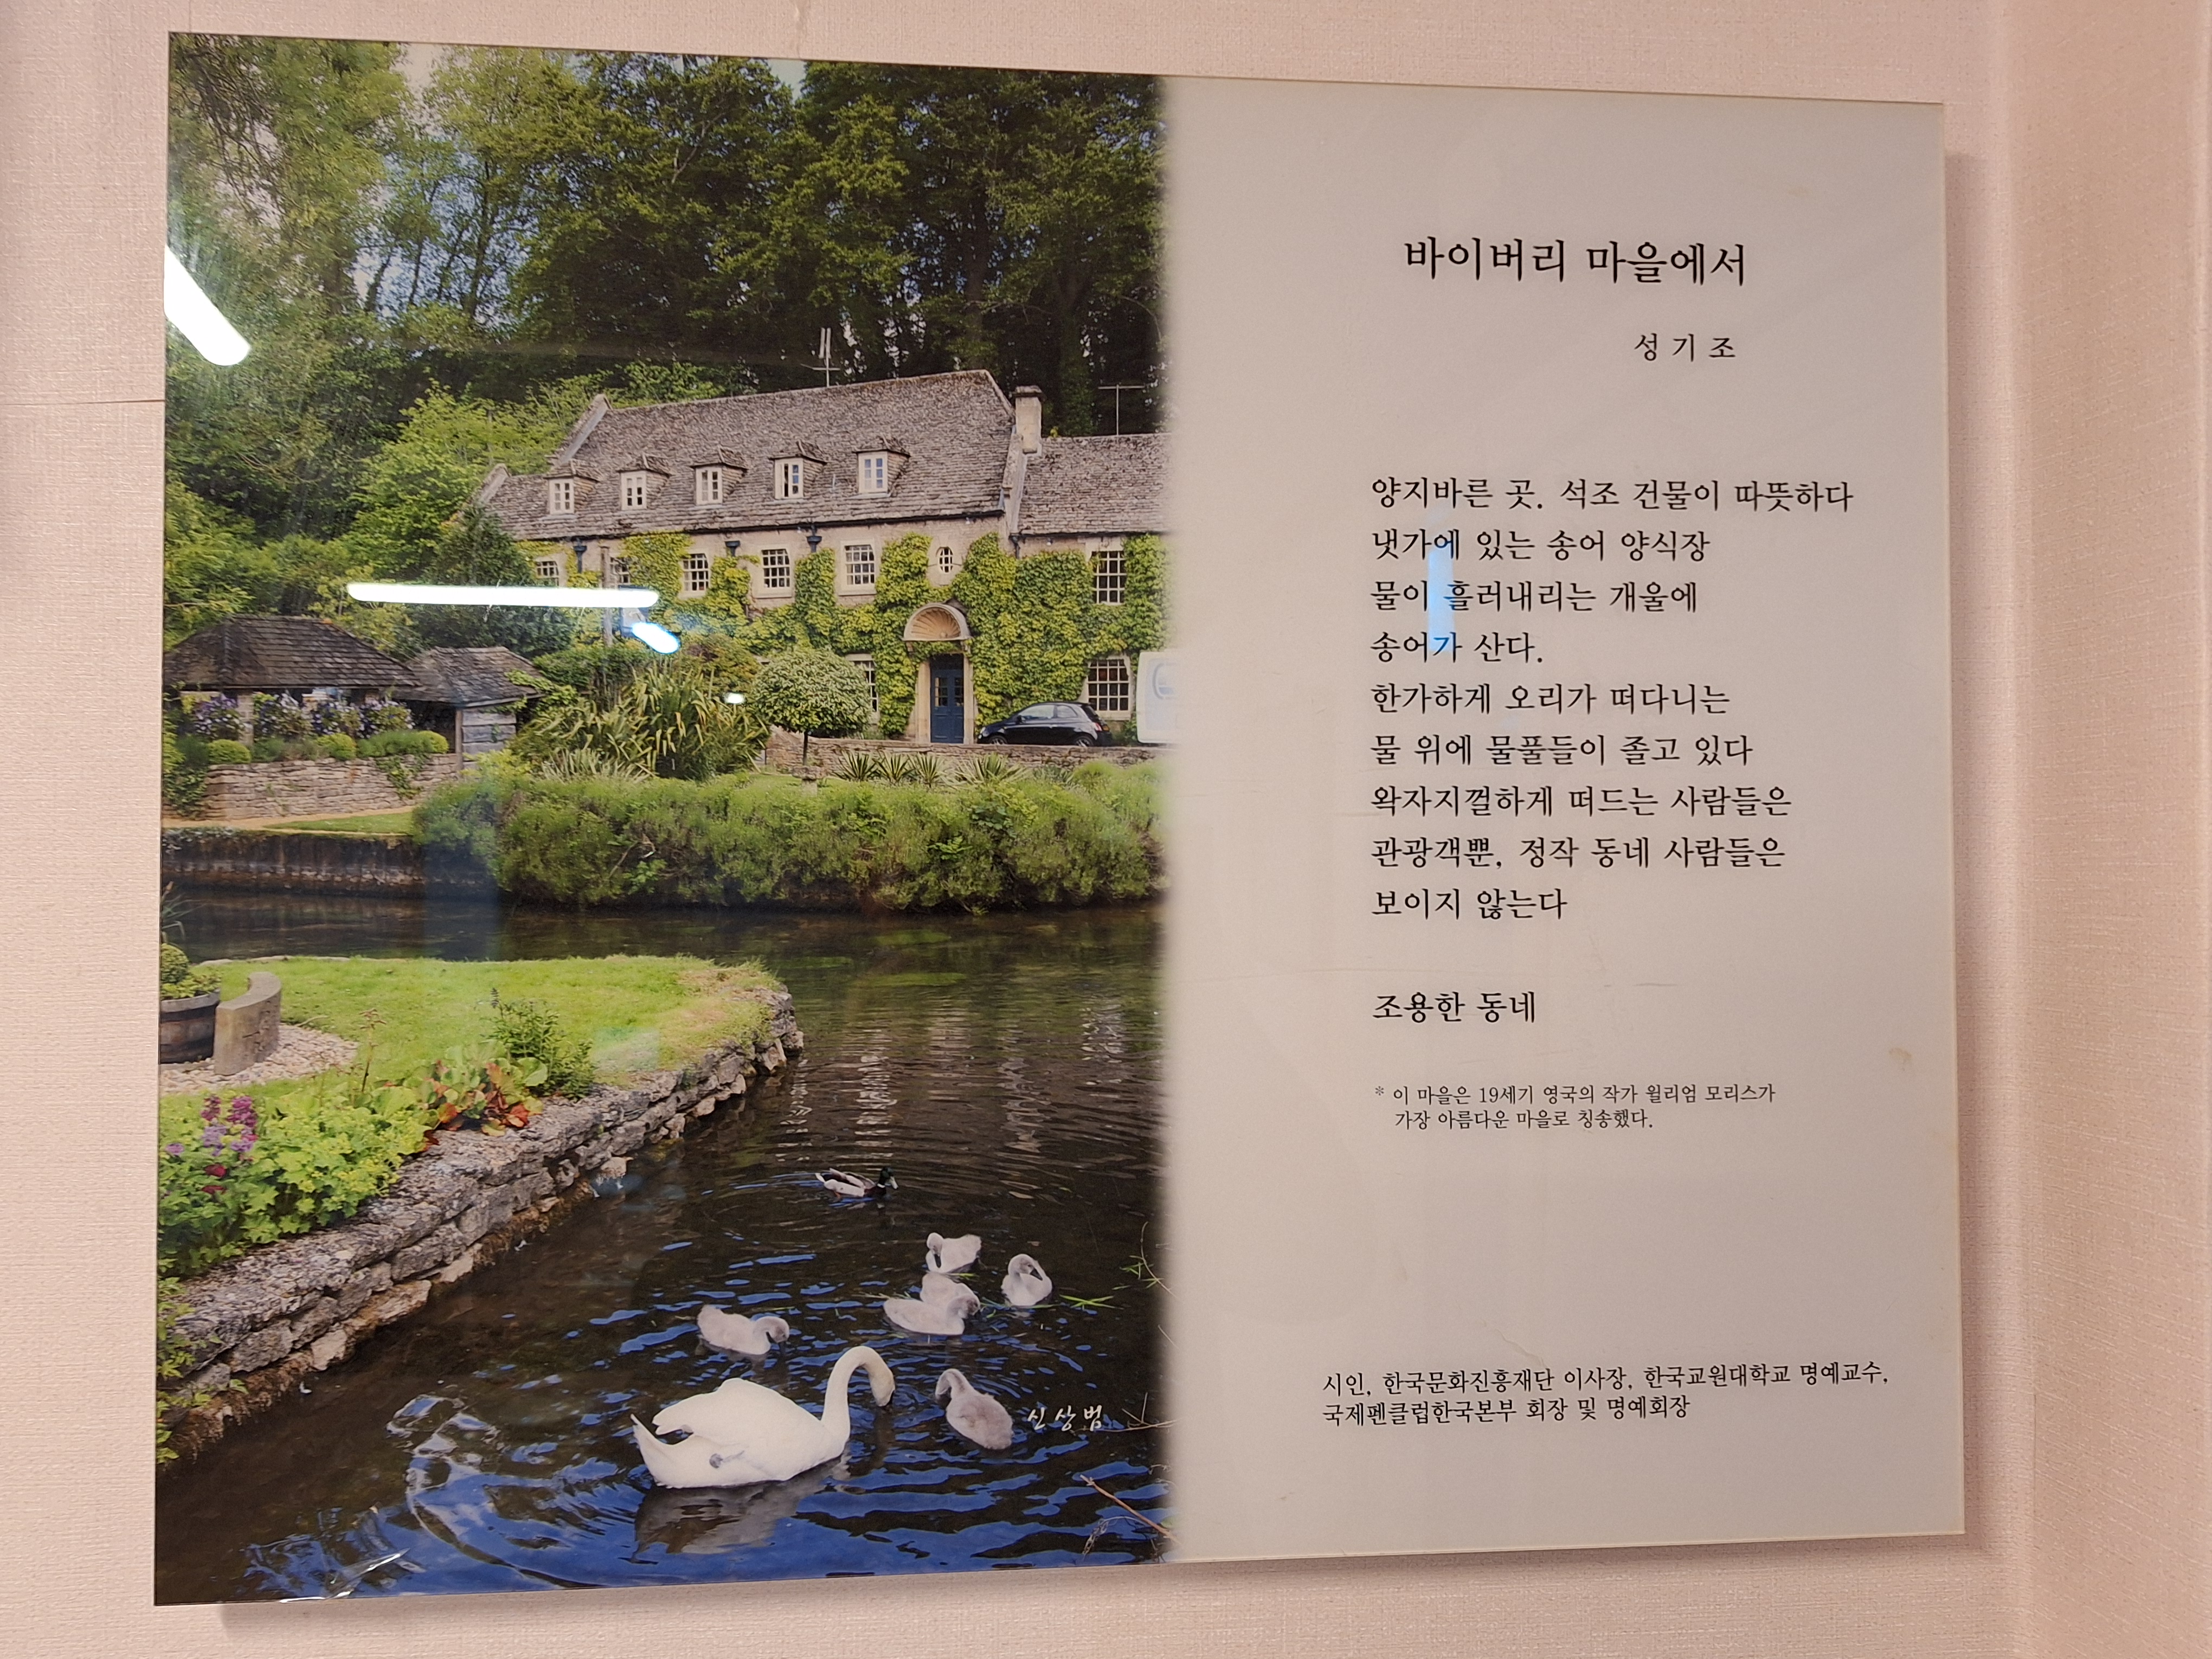 바이버리 마을에서
성 기 조
양지바른 곳. 석조 건물이 따뜻하다
냇가에 있는 송어 양식장
물이 흘러내리는 개울에
송어가 산다.
한가하게 오리가 떠다니는
물 위에 물풀들이 졸고 있다
왁자지껄하게 떠드는 사람들은
관광객뿐, 정작 동네 사람들은
보이지 않는다
조용한 동네
* 이 마을은 19세기 영국의 작가 윌리엄 모리스가
가장 아름다운 마을로 칭송했다.
시인, 한국문화진흥재단 이사장, 한국교원대학교 명예교수,
국제펜클럽한국본부 회장 및 명예회장
신상범